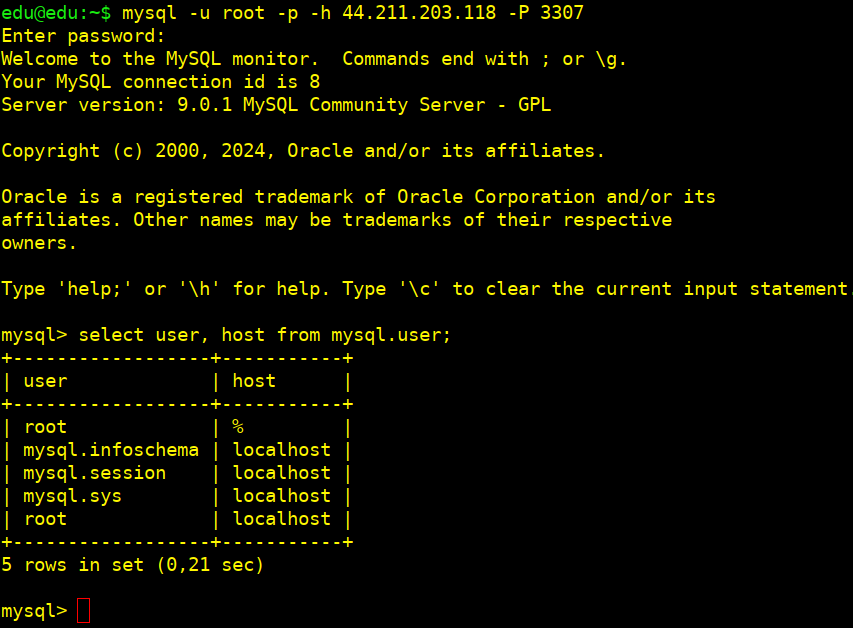 edu@edu:~$ mysql -u root -p -h 44.211.203.118 -P 3307
Enter password:
Welcome to the MySQL monitor.  Commands end with ; or \g.
Your MySQL connection id is 8
Server version: 9.0.1 MySQL Community Server - GPL

Copyright (c) 2000, 2024, Oracle and/or its affiliates.

Oracle is a registered trademark of Oracle Corporation and/or its
affiliates. Other names may be trademarks of their respective
owners.

Type 'help;' or '\h' for help. Type '\c' to clear the current input statement.

mysql> select user, host from mysql.user;
+------------------+-----------+
| user             | host      |
+------------------+-----------+
| root             | %         |
| mysql.infoschema | localhost |
| mysql.session    | localhost |
| mysql.sys        | localhost |
| root             | localhost |
+------------------+-----------+
5 rows in set (0,21 sec)

mysql>